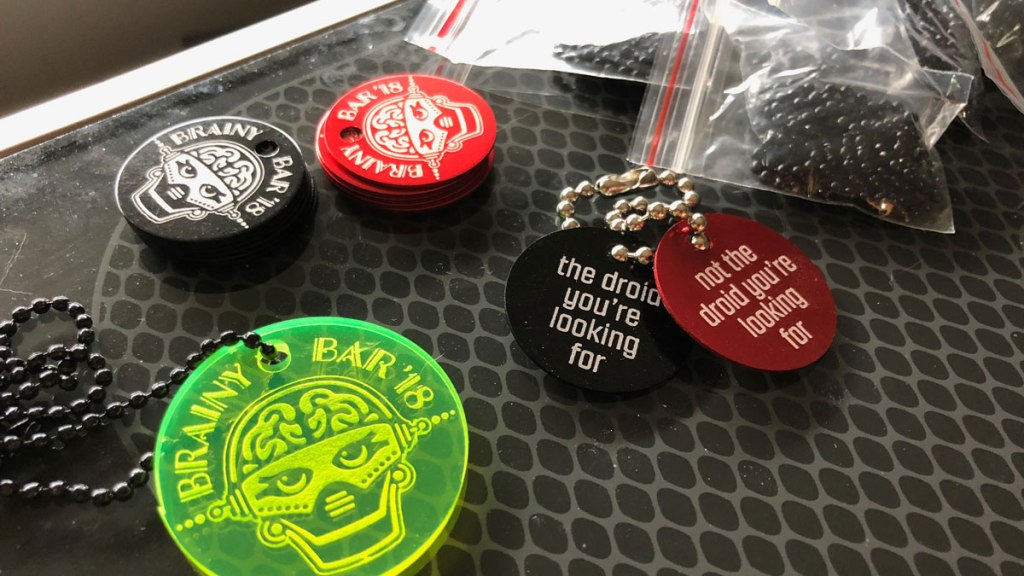 BRAINY BAR '18
BRAINY BAR '18
the droid
you're
looking
for
not the
droid you're
looking
for
BRAINY BAR '18